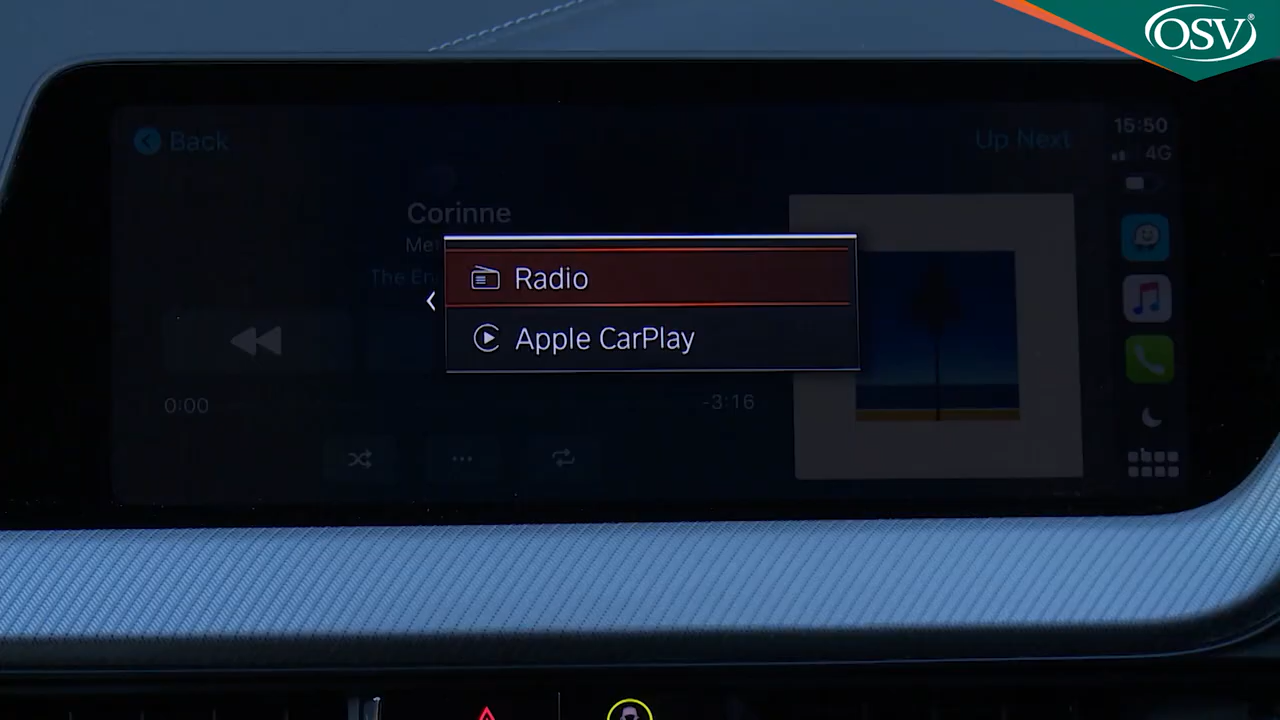 OSV
15:50
4G
Back
Up Next
Corinne
Radio
Apple CarPlay
0:00
-3:16